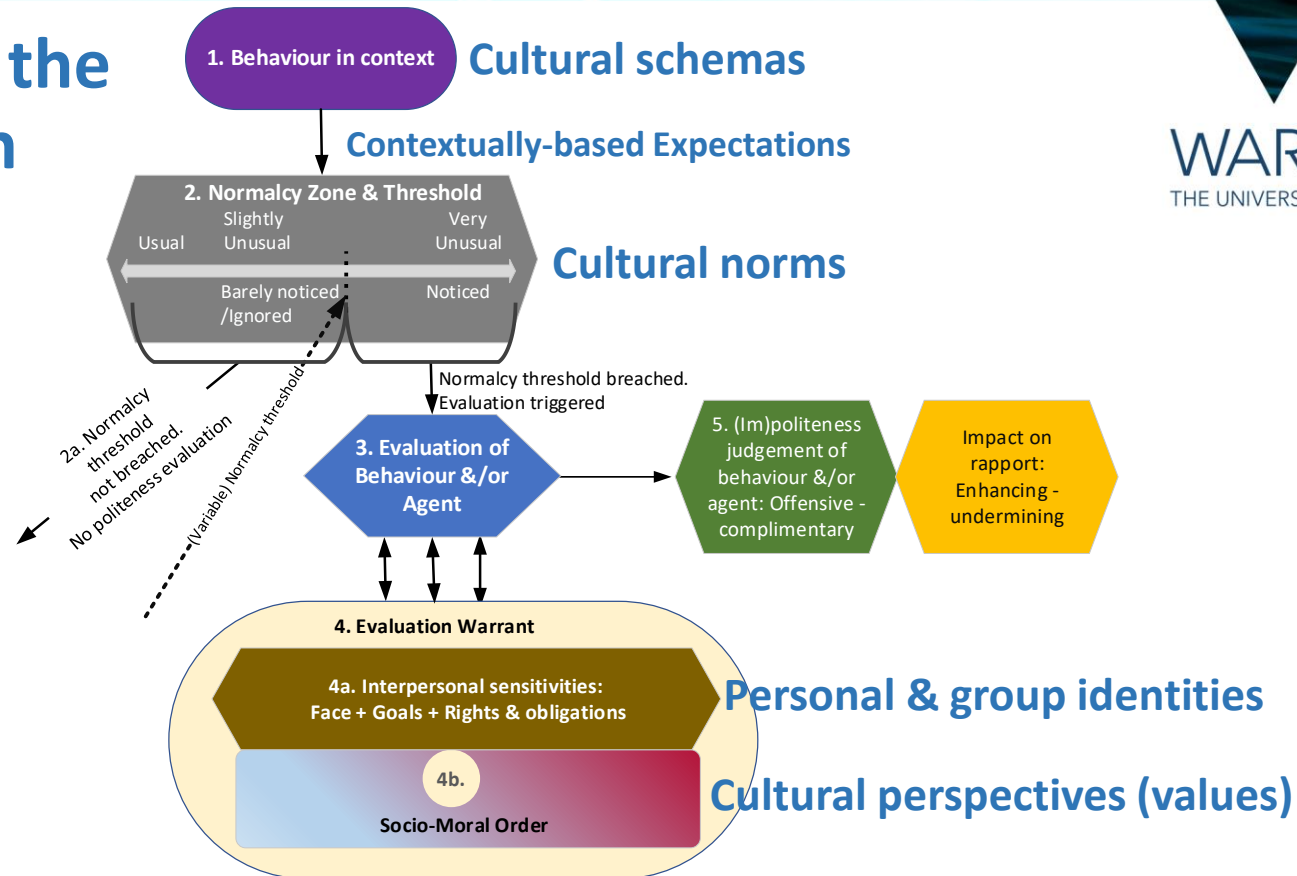 the
n
1. Behaviour in context
Cultural schemas
WAR
THE UNIVERS
Contextually-based Expectations
2. Normalcy Zone & Threshold
Slightly
Unusual
Very
Unusual
Usual
Cultural norms
Barely noticed
/Ignored
Noticed
2a. Normalcy
threshold
not breached.
No politeness evaluation
(Variable) Normalcy threshold
Normalcy threshold breached.
Evaluation triggered
3. Evaluation of
Behaviour &/or
Agent
5. (Im)politeness
judgement of
behaviour &/or
agent: Offensive -
complimentary
Impact on
rapport:
Enhancing -
undermining
4. Evaluation Warrant
4a. Interpersonal sensitivities:
Face + Goals + Rights & obligations
Personal & group identities
4b.
Socio-Moral Order
Cultural perspectives (values)